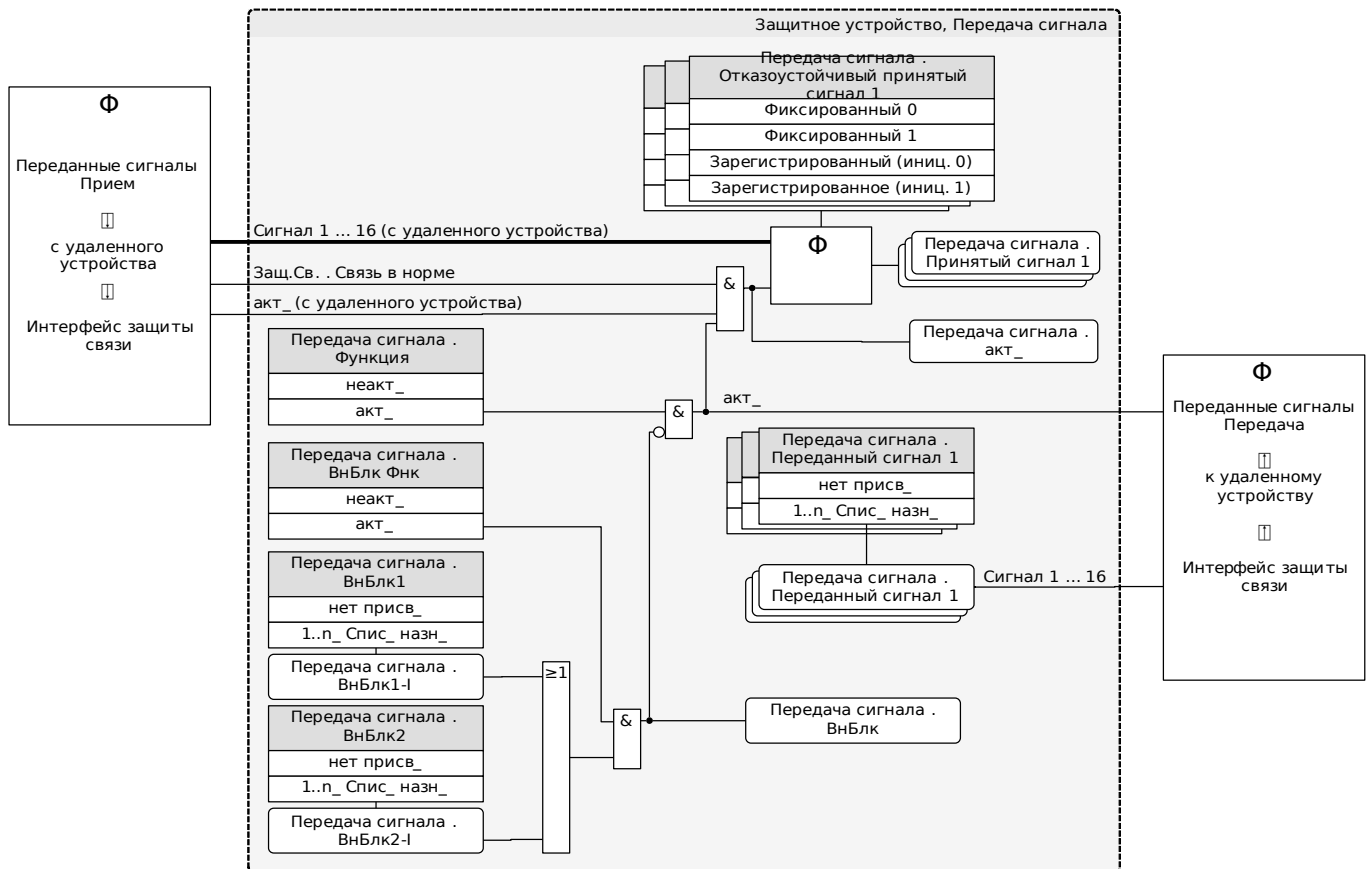 Защитное устройство, Передача сигнала
Ф
Переданные сигналы
Прием
с удаленного
устройства
Интерфейс защиты
связи
Передача сигнала .
Отказоустойчивый принятый
сигнал 1
Фиксированный 0
Фиксированный 1
Зарегистрированный (иниц. 0)
Зарегистрированное (иниц. 1)
Сигнал 1 ... 16 (с удаленного устройства)
Ф
Передача сигнала .
Принятый сигнал 1
Защ.Св. . Связь в норме
&
акт_ (с удаленного устройства)
Передача сигнала .
акт_
Передача сигнала .
Функция
неакт_
акт_
&
акт_
Ф
Переданные сигналы
Передача
к удаленному
устройству
Интерфейс защиты
связи
Передача сигнала .
ВнБлк Фнк
неакт_
акт_
Передача сигнала .
Переданный сигнал 1
нет присв_
1..n_ Спис_ назн_
Передача сигнала .
Переданный сигнал 1
Сигнал 1 ... 16
Передача сигнала .
ВнБлк1
нет присв_
1..n_ Спис_ назн_
Передача сигнала .
ВнБлк1-I
≥1
&
Передача сигнала .
ВнБлк
Передача сигнала .
ВнБлк2
нет присв_
1..n_ Спис_ назн_
Передача сигнала .
ВнБлк2-I